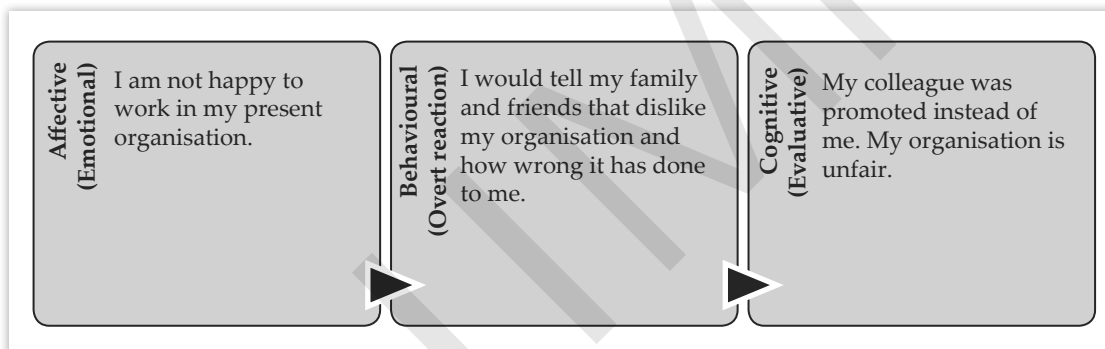 Affective
(Emotional)
I am not happy to
work in my present
organisation.
Behavioural
(Overt reaction)
I would tell my family
and friends that dislike
my organisation and
how wrong it has done
to me.
Cognitive
(Evaluative)
My colleague was
promoted instead of
me. My organisation is
unfair.